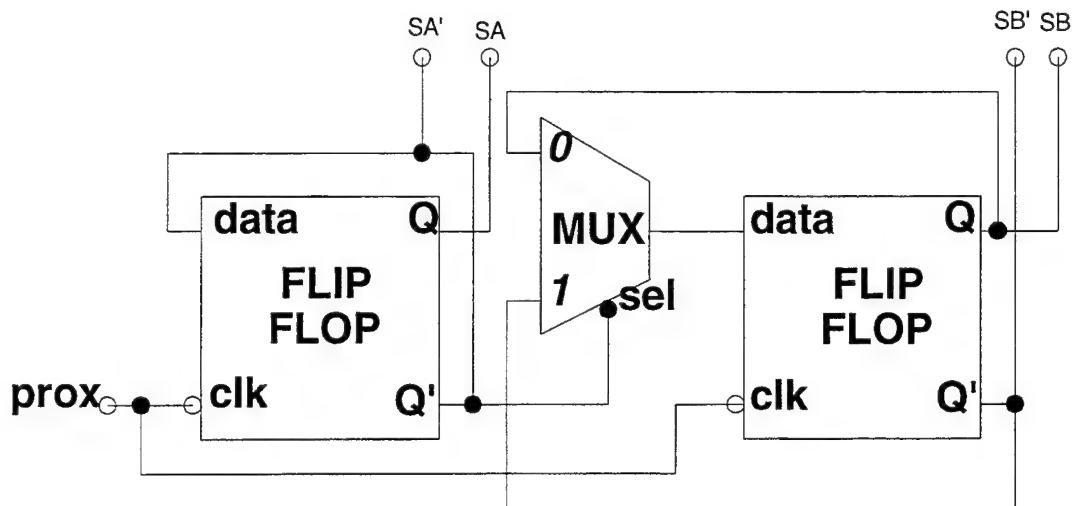 SA' SA SB' SB
0
data Q MUX data Q
FLIP FLOP 1 sel FLIP FLOP
prox clk Q' clk Q'